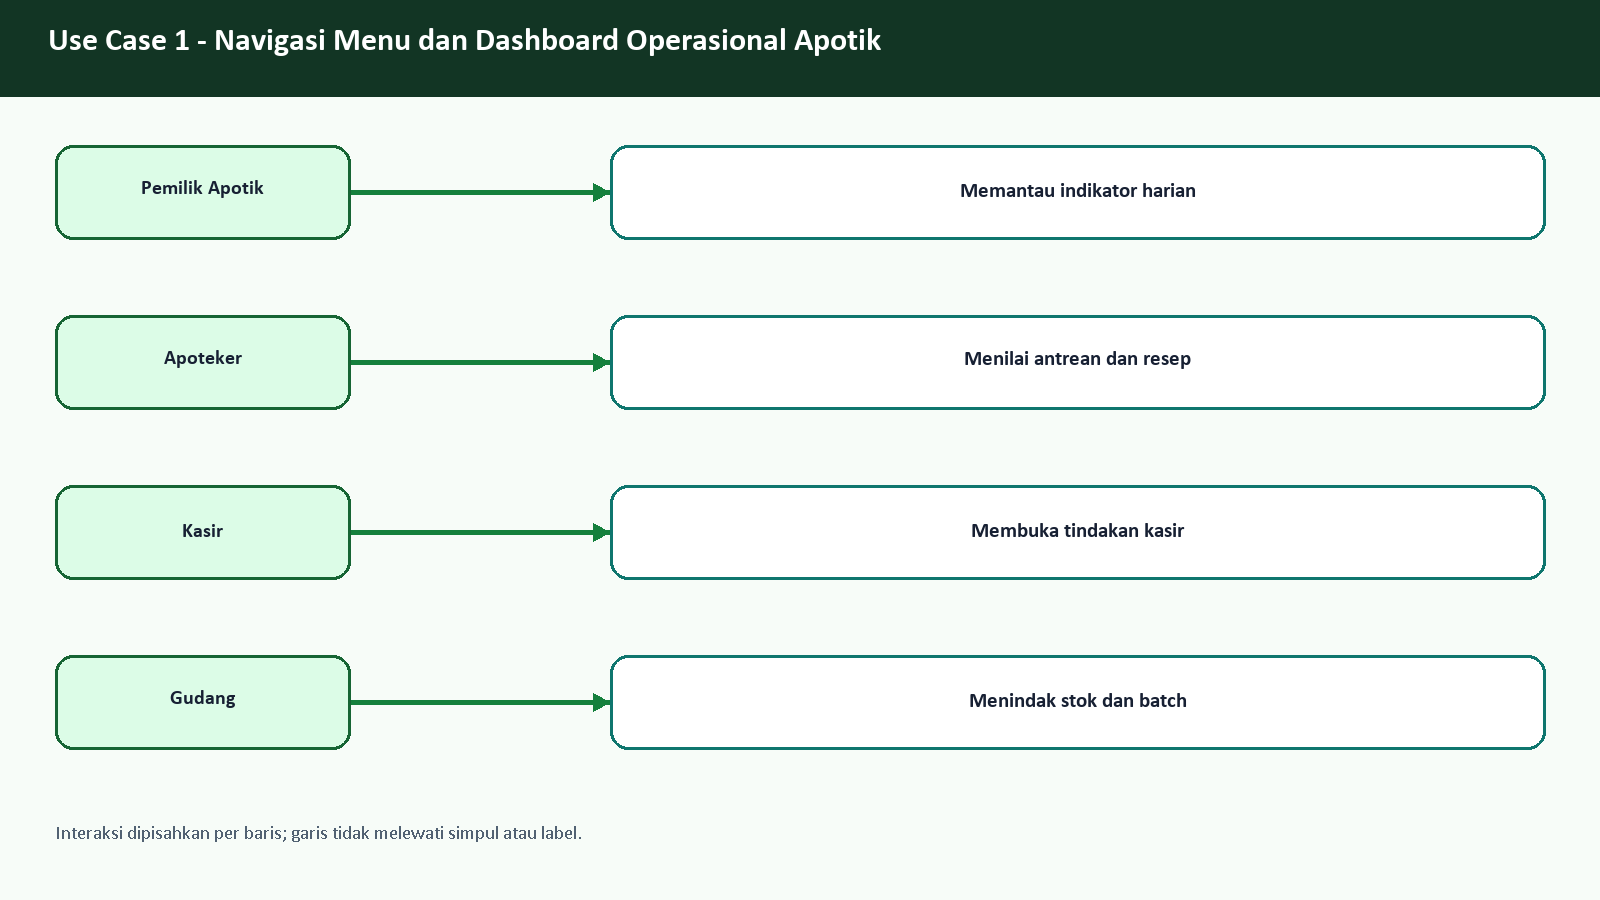 Use Case 1 - Navigasi Menu dan Dashboard Operasional Apotik
Pemilik Apotik
Memantau indikator harian
Apoteker
Menilai antrean dan resep
Kasir
Membuka tindakan kasir
Gudang
Menindak stok dan batch
Interaksi dipisahkan per baris; garis tidak melewati simpul atau label.